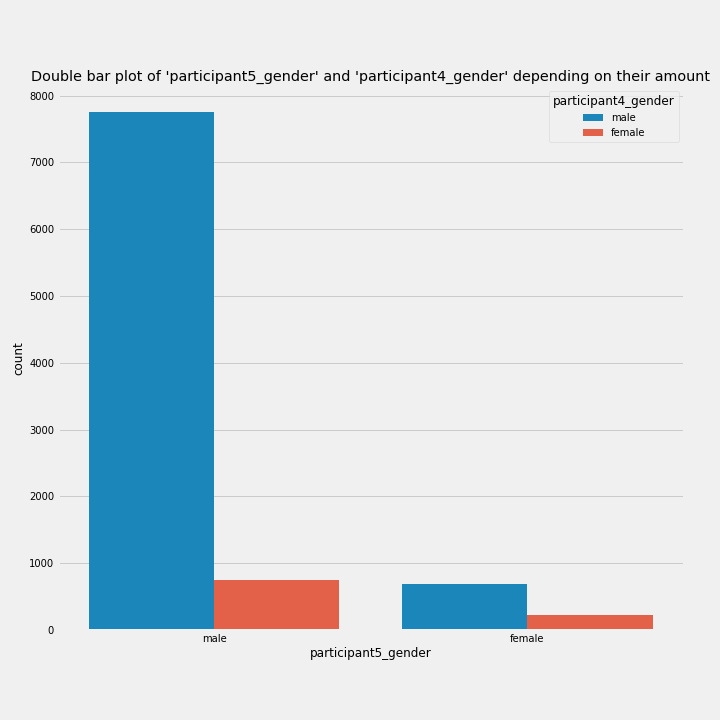 Double bar plot of 'participant5_gender' and 'participant4_gender' depending on their amount
participant4_gender
male
female
8000
7000
6000
5000
4000
3000
2000
1000
0
count
male
female
participant5_gender